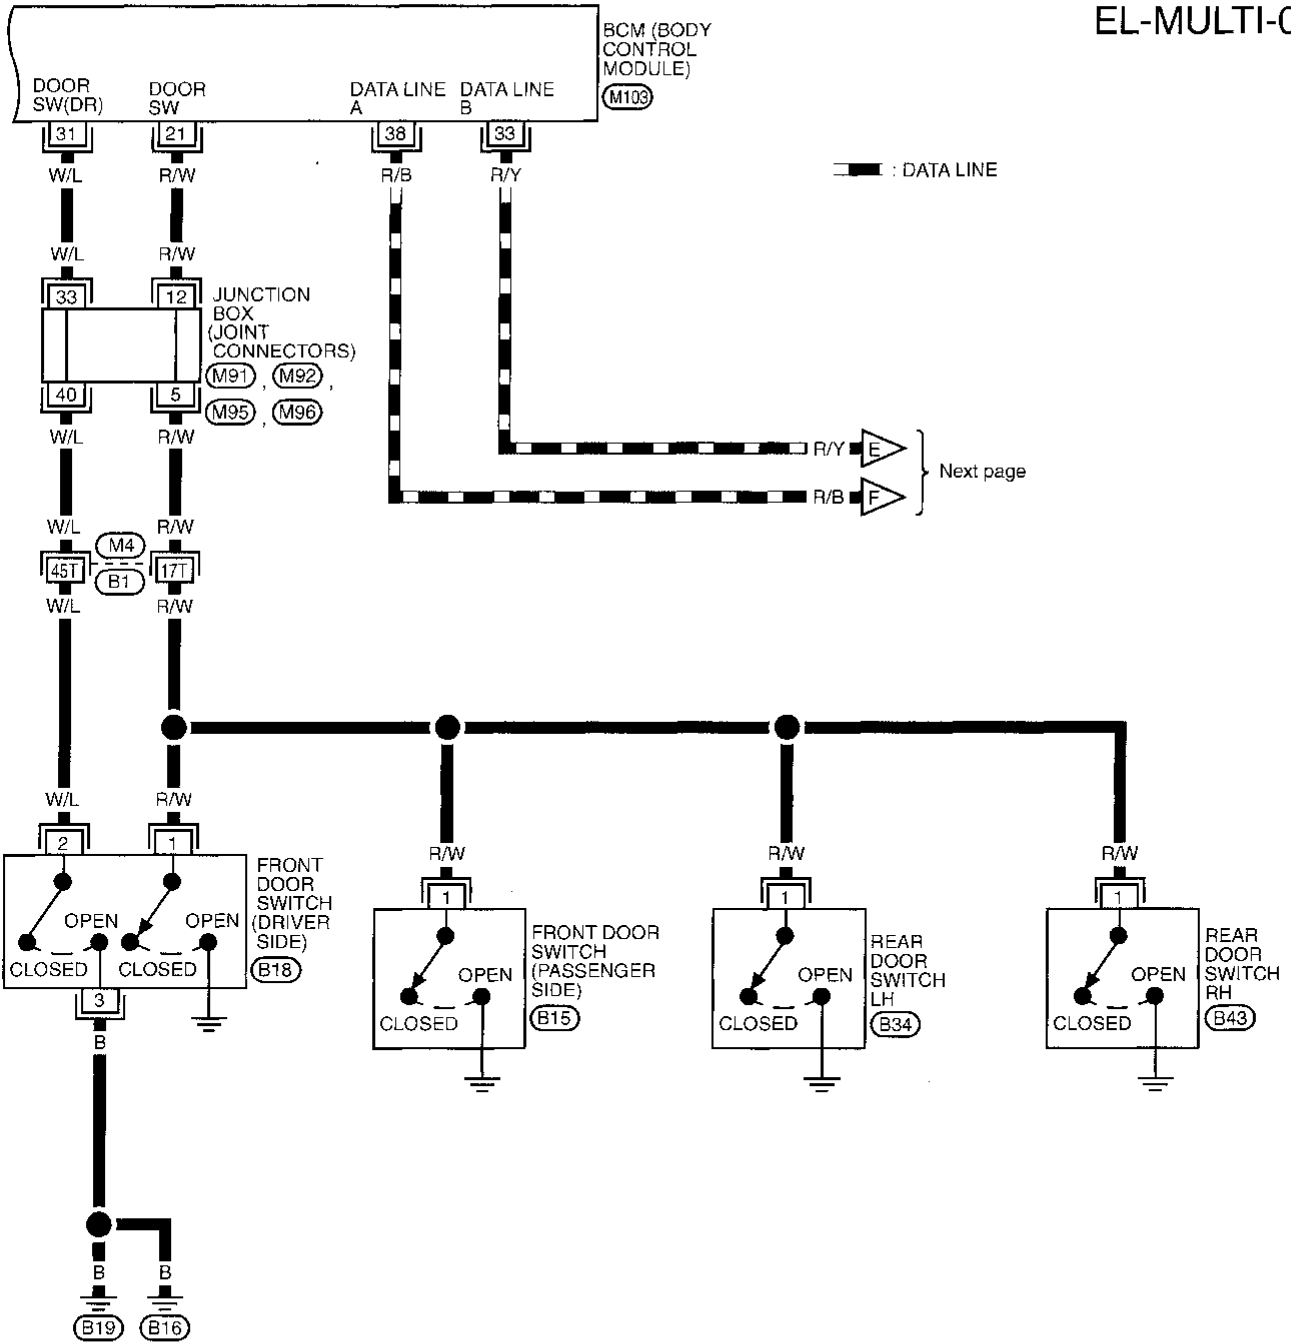 EL-MULTI-
BCM (BODY
CONTROL
MODULE)
M103
DOOR
SW(DR)
DOOR
SW
DATA LINE
A
DATA LINE
B
31
21
38
33
W/L
R/W
R/B
R/Y
: DATA LINE
W/L
R/W
33
12
JUNCTION
BOX
(JOINT
CONNECTORS)
M91 , M92 ,
M95 , M96
40
5
W/L
R/W
R/Y
E
R/B
F
Next page
W/L
R/W
M4
45T
17T
B1
W/L
R/W
W/L
R/W
2
1
FRONT
DOOR
SWITCH
(DRIVER
SIDE)
B18
OPEN
OPEN
CLOSED
CLOSED
3
B
R/W
1
FRONT DOOR
SWITCH
(PASSENGER
SIDE)
B15
OPEN
CLOSED
R/W
1
REAR
DOOR
SWITCH
LH
B34
OPEN
CLOSED
R/W
1
REAR
DOOR
SWITCH
RH
B43
OPEN
CLOSED
B
B
B19
B16